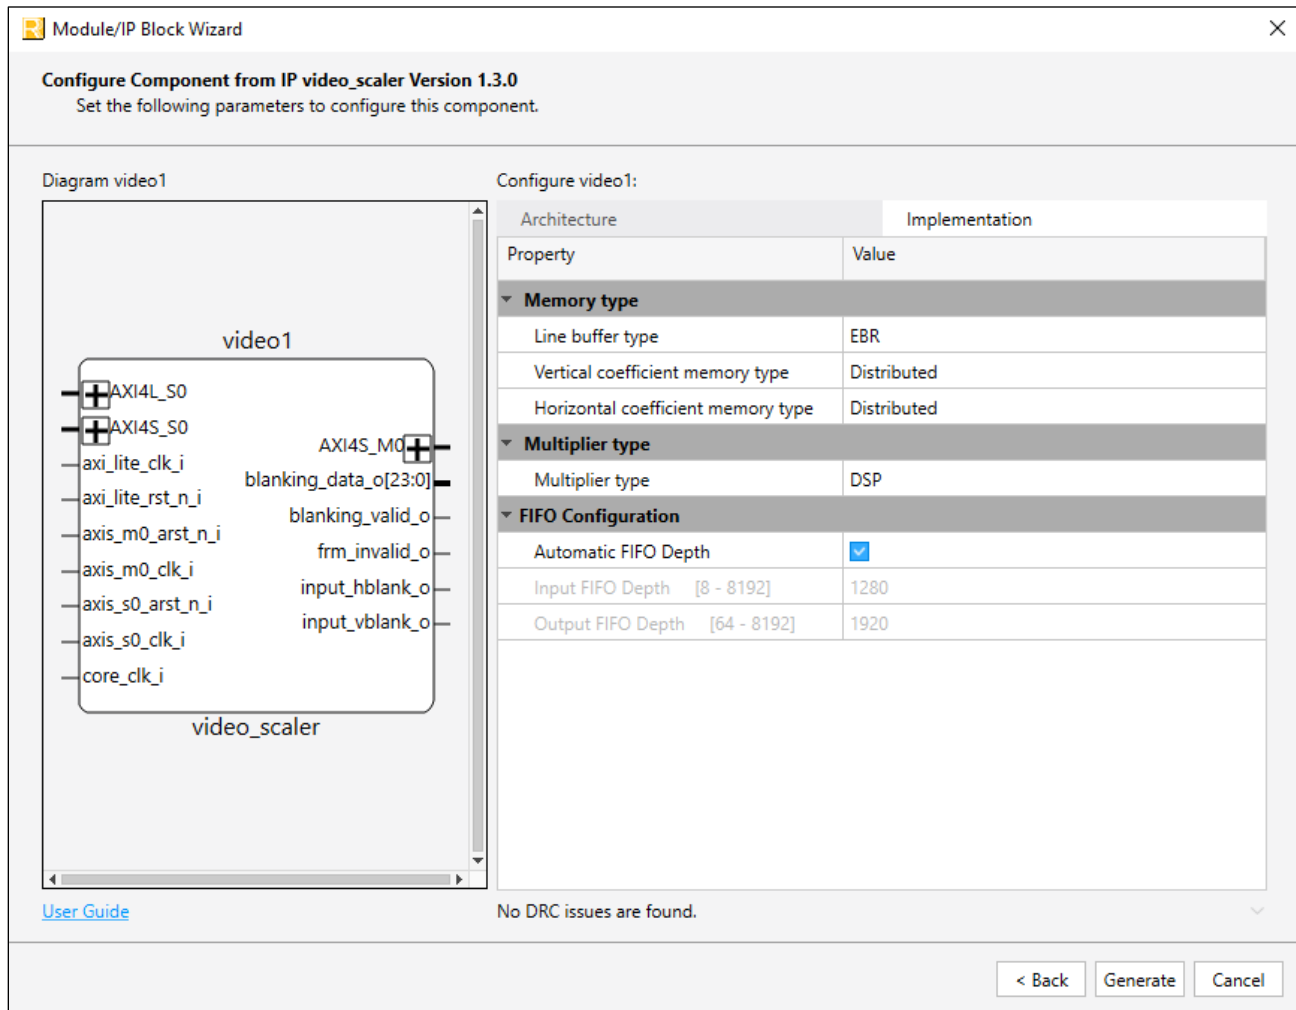 Module/IP Block Wizard
Configure Component from IP video_scaler Version 1.3.0
Set the following parameters to configure this component.
Diagram video1
video1
AXI4L_S0
AXI4S_S0
axi_lite_clk_i
axi_lite_rst_n_i
axis_m0_arst_n_i
axis_m0_clk_i
axis_s0_arst_n_i
axis_s0_clk_i
core_clk_i
AXI4S_M0
blanking_data_o[23:0]
blanking_valid_o
frm_invalid_o
input_hblank_o
input_vblank_o
video_scaler
User Guide
Configure video1:
Architecture Implementation
Property Value
Memory type
Line buffer type EBR
Vertical coefficient memory type Distributed
Horizontal coefficient memory type Distributed
Multiplier type
Multiplier type DSP
FIFO Configuration
Automatic FIFO Depth
Input FIFO Depth [8 - 8192] 1280
Output FIFO Depth [64 - 8192] 1920
No DRC issues are found.
< Back Generate Cancel